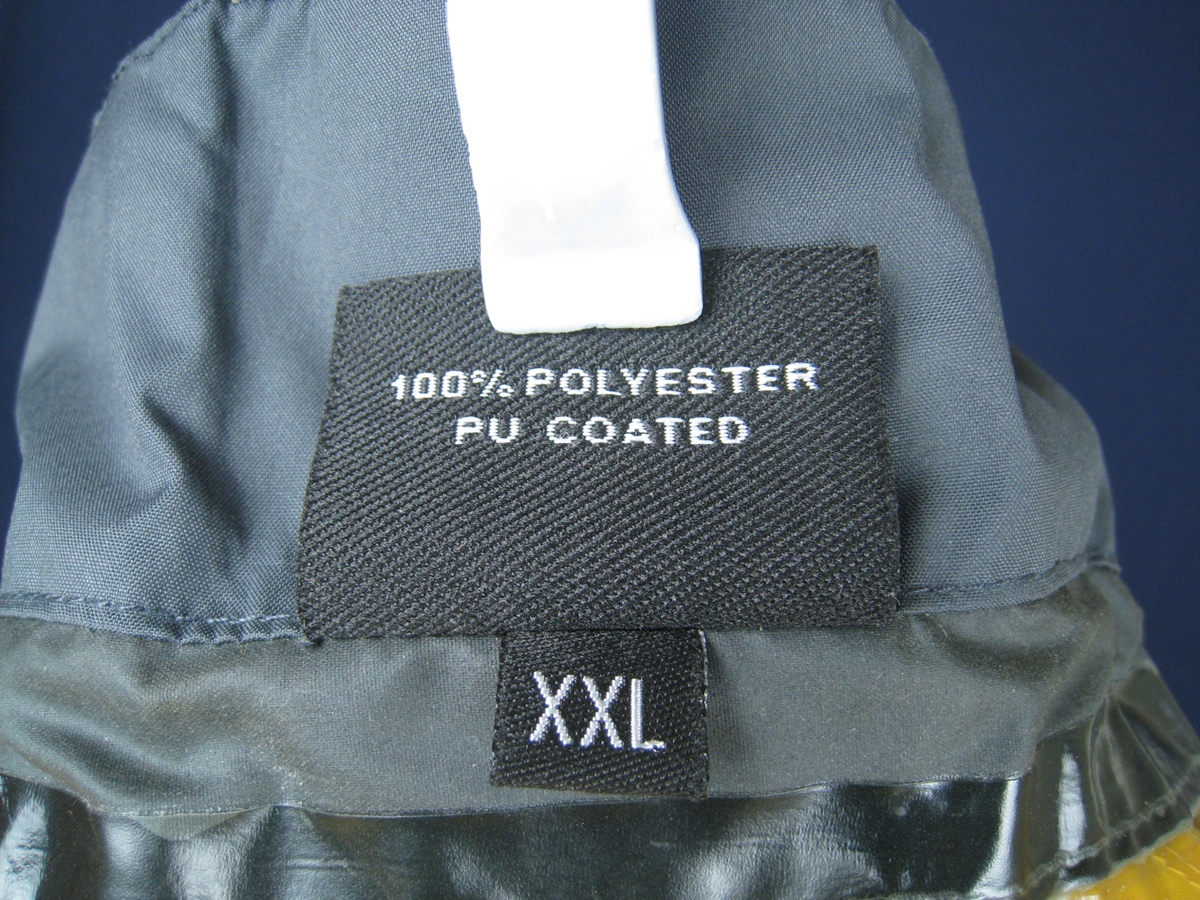 100% POLYESTER
PU COATED
XXL